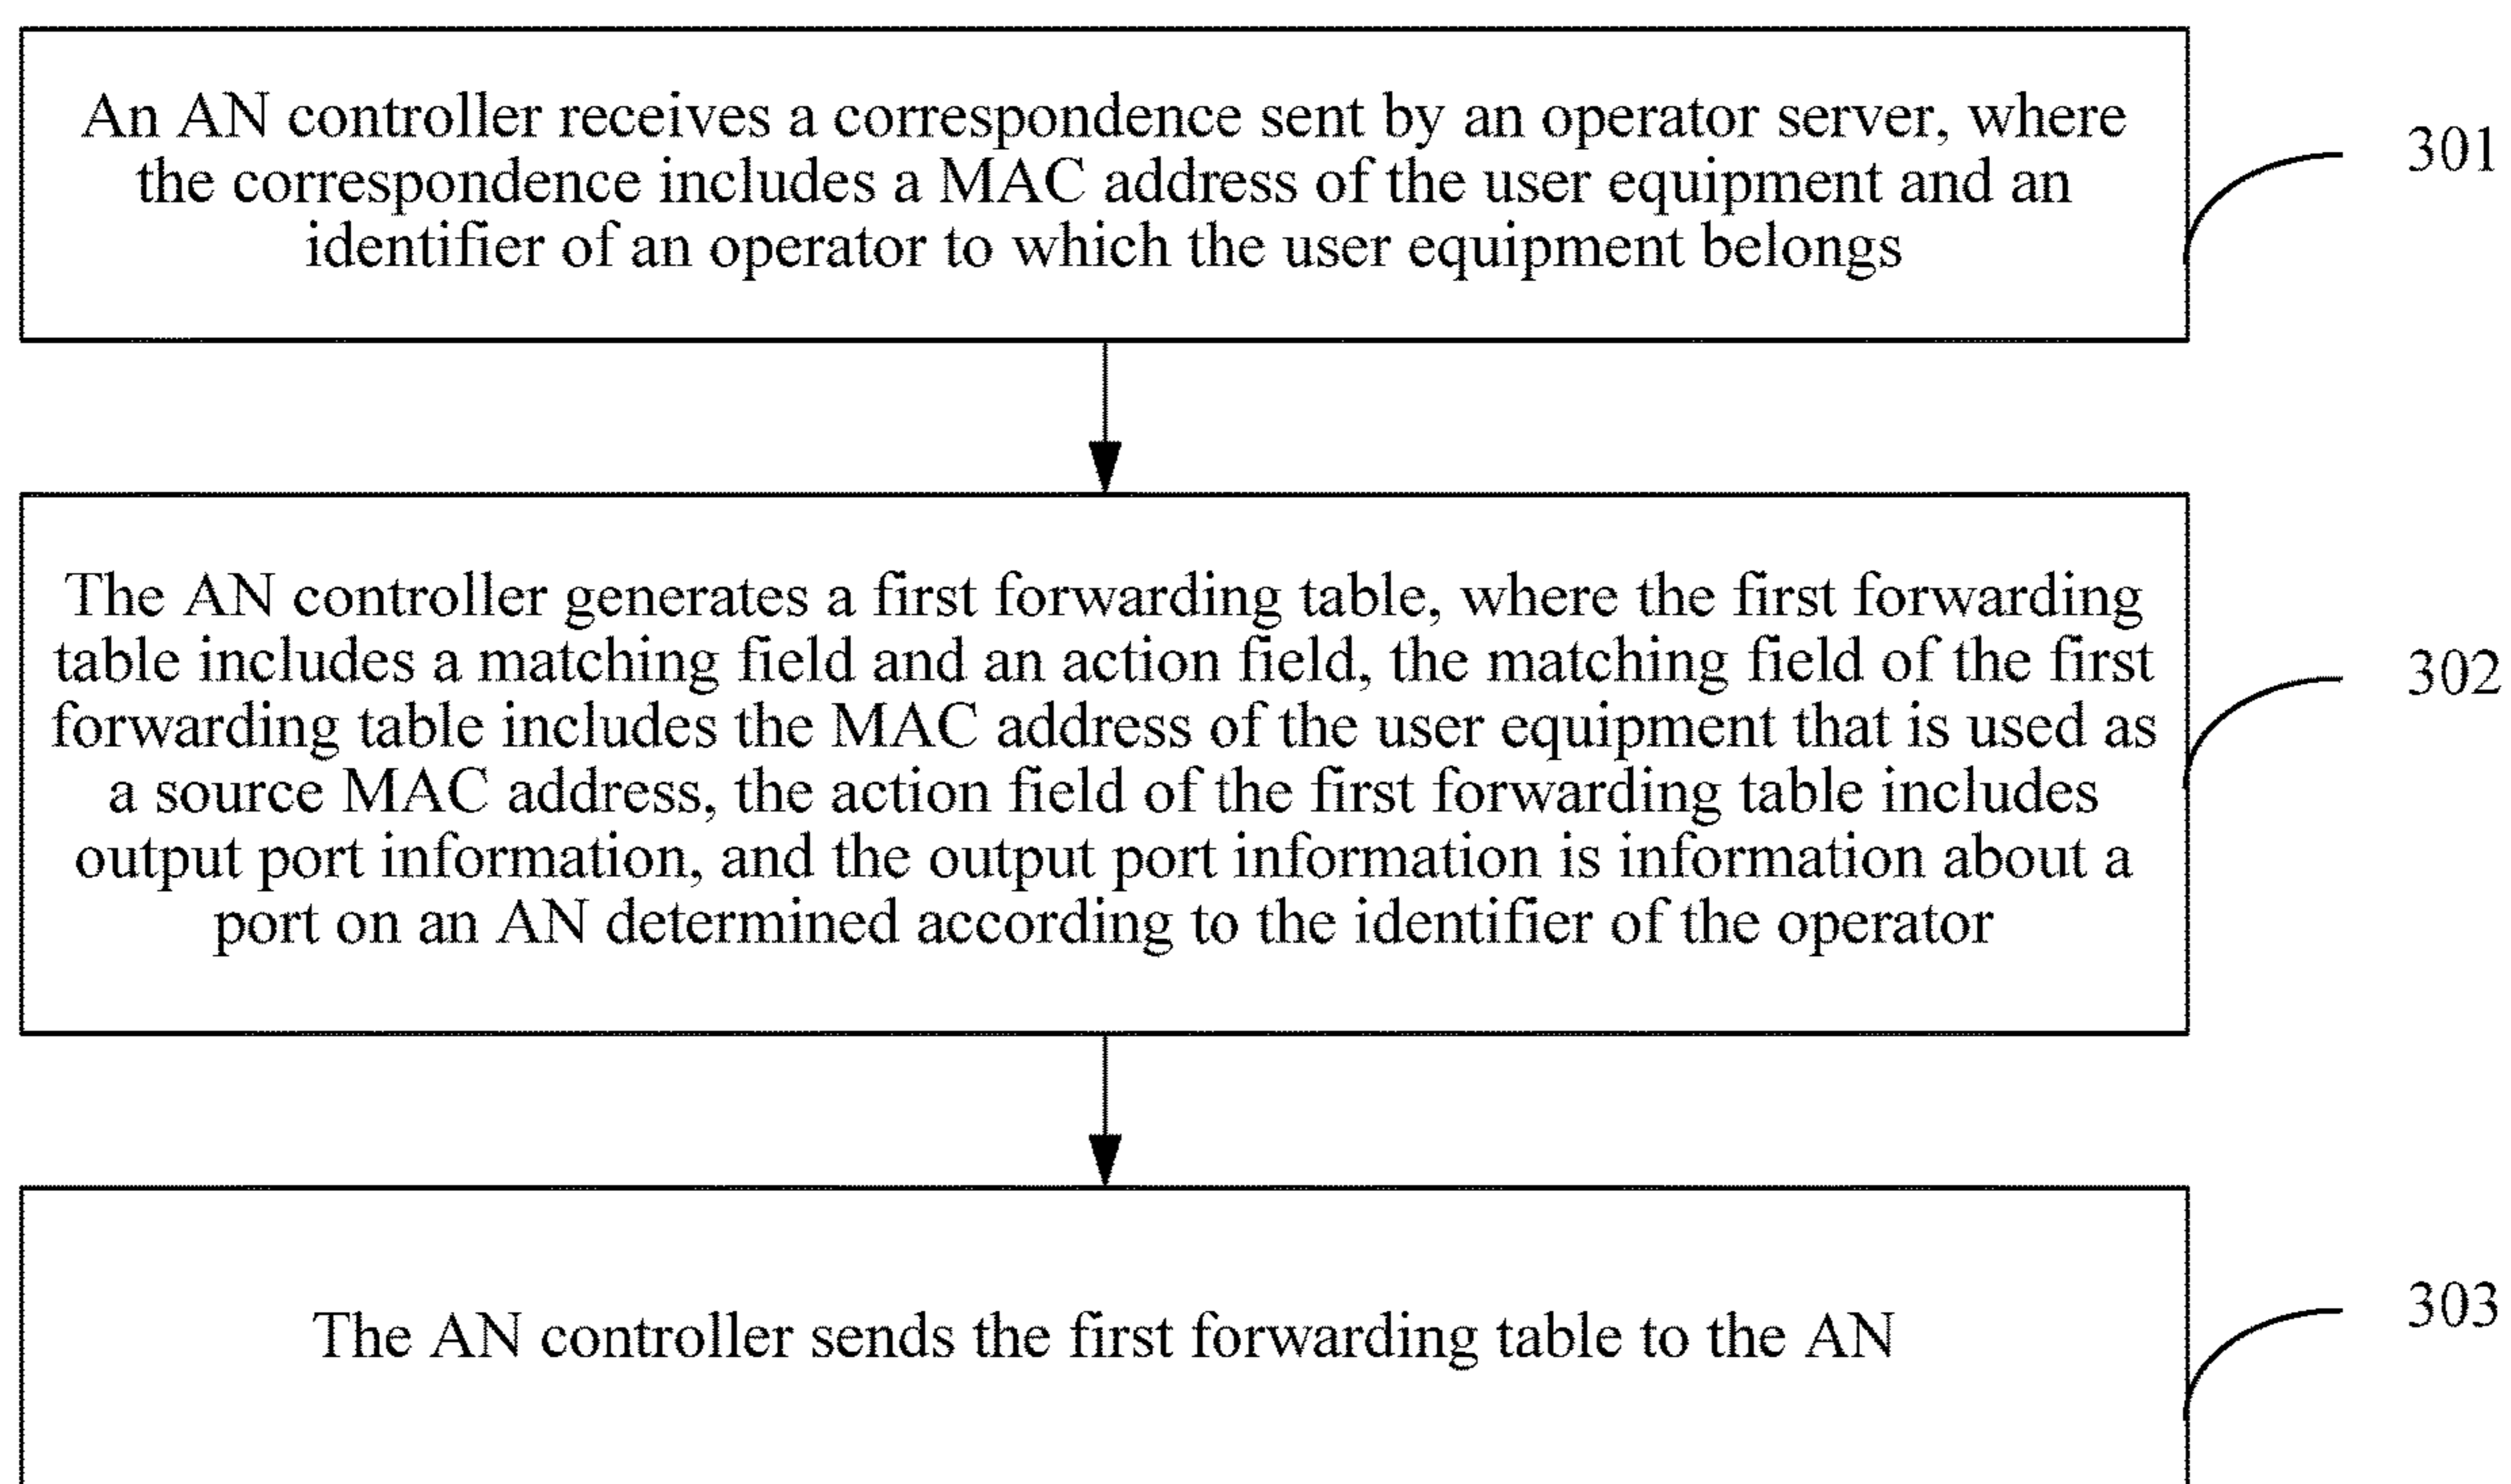 An AN controller receives a correspondence sent by an operator server, where
the correspondence includes a MAC address of the user equipment and an
identifier of an operator to which the user equipment belongs
301
The AN controller generates a first forwarding table, where the first forwarding
table includes a matching field and an action field, the matching field of the first
forwarding table includes the MAC address of the user equipment that is used as
a source MAC address, the action field of the first forwarding table includes
output port information, and the output port information is information about a
port on an AN determined according to the identifier of the operator
302
The AN controller sends the first forwarding table to the AN
303